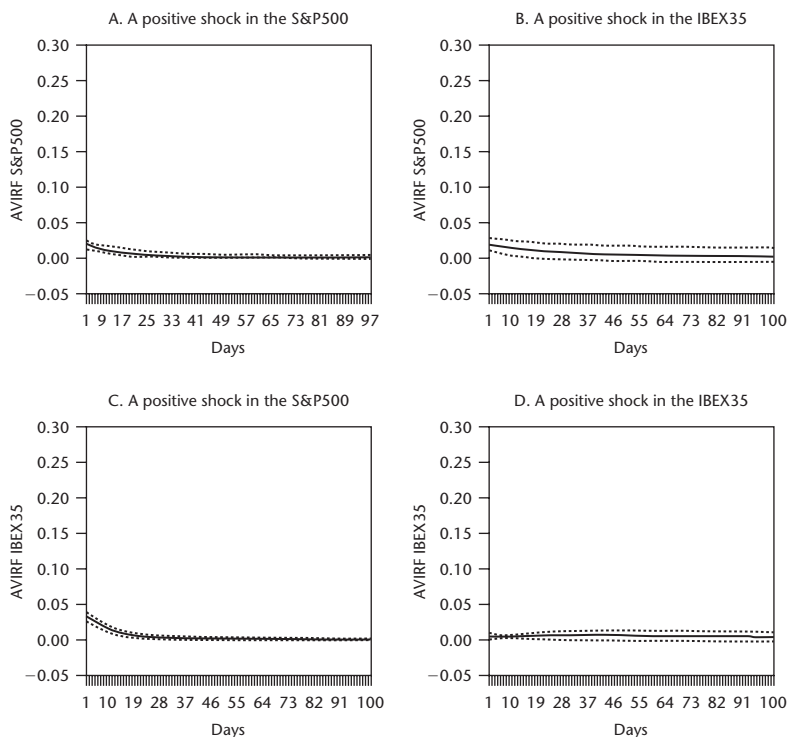 A. A positive shock in the S&P500
AVIRF S&P500
0.30
0.25
0.20
0.15
0.10
0.05
0.00
−0.05
1 9 17 25 33 41 49 57 65 73 81 89 97
Days
B. A positive shock in the IBEX35
AVIRF S&P500
0.30
0.25
0.20
0.15
0.10
0.05
0.00
−0.05
1 10 19 28 37 46 55 64 73 82 91 100
Days
C. A positive shock in the S&P500
AVIRF IBEX35
0.30
0.25
0.20
0.15
0.10
0.05
0.00
−0.05
1 10 19 28 37 46 55 64 73 82 91 100
Days
D. A positive shock in the IBEX35
AVIRF IBEX35
0.30
0.25
0.20
0.15
0.10
0.05
0.00
−0.05
1 10 19 28 37 46 55 64 73 82 91 100
Days